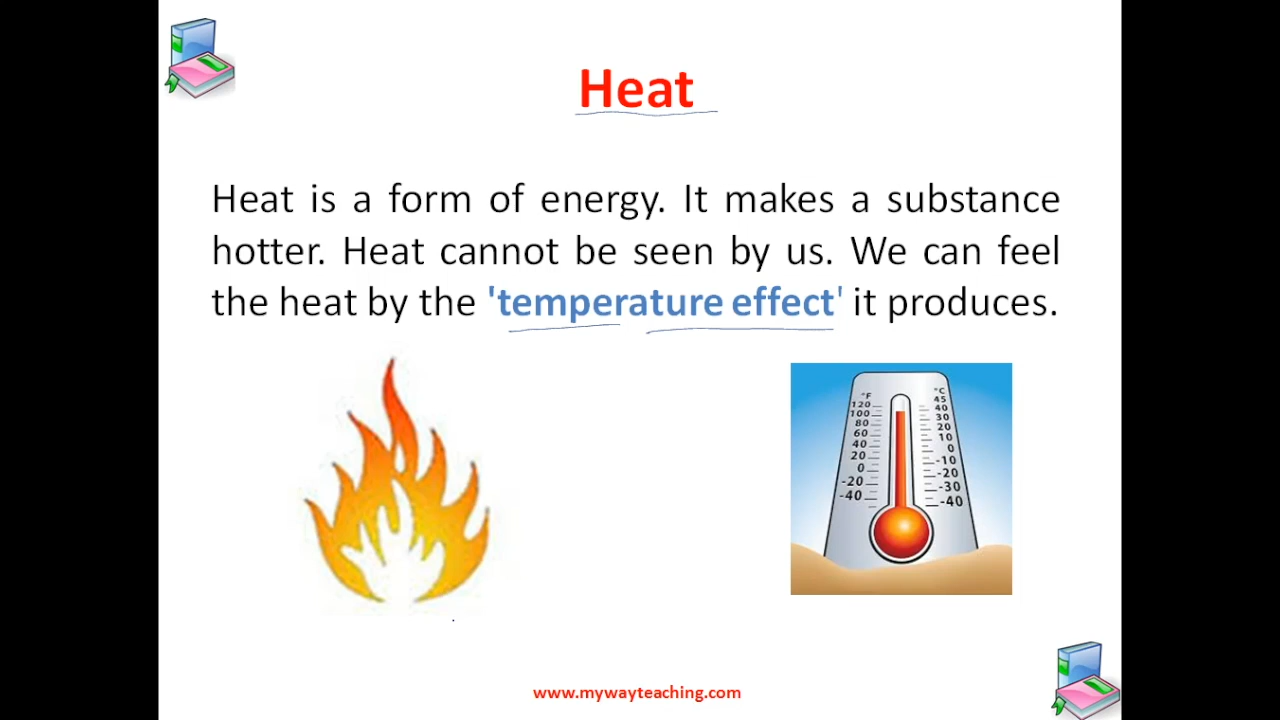 Heat
Heat is a form of energy. It makes a substance
hotter. Heat cannot be seen by us. We can feel
the heat by the 'temperature effect' it produces.
°F
120
100
80
60
40
20
0
-20
-40
°C
45
40
30
20
10
0
-10
-20
-30
-40
www.mywayteaching.com